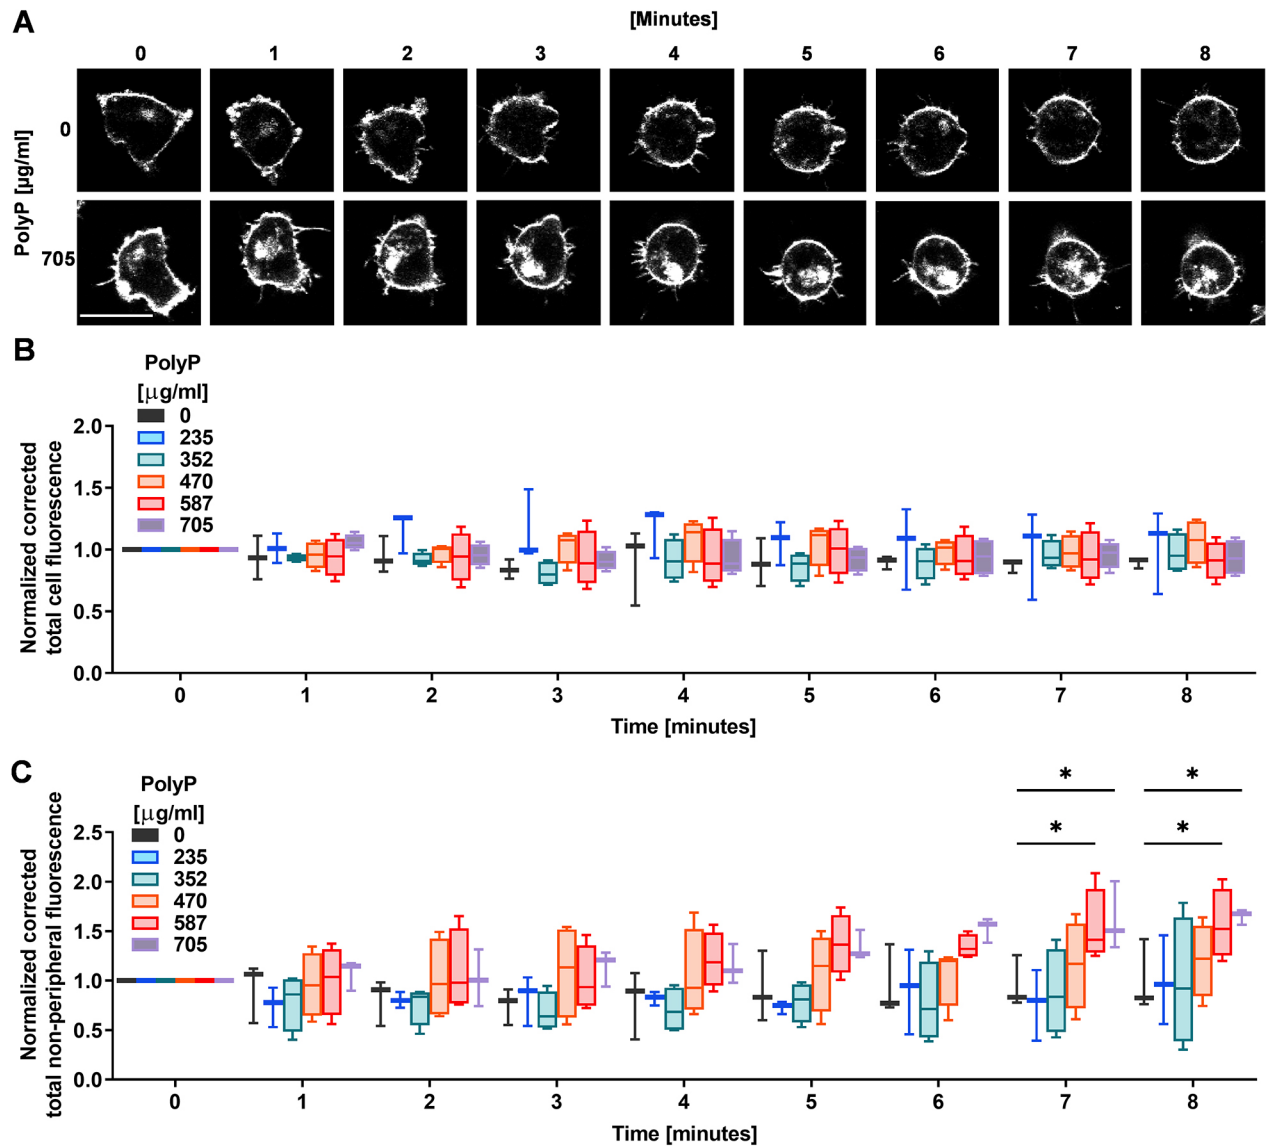 A
[Minutes]
0 1 2 3 4 5 6 7 8
PolyP [µg/ml]
0
705
B
PolyP
[µg/ml]
0
235
352
470
587
705
Normalized corrected
total cell fluorescence
2.0
1.5
1.0
0.5
0.0
0 1 2 3 4 5 6 7 8
Time [minutes]
C
PolyP
[µg/ml]
0
235
352
470
587
705
* *
* *
Normalized corrected
total non-peripheral fluorescence
2.5
2.0
1.5
1.0
0.5
0.0
0 1 2 3 4 5 6 7 8
Time [minutes]